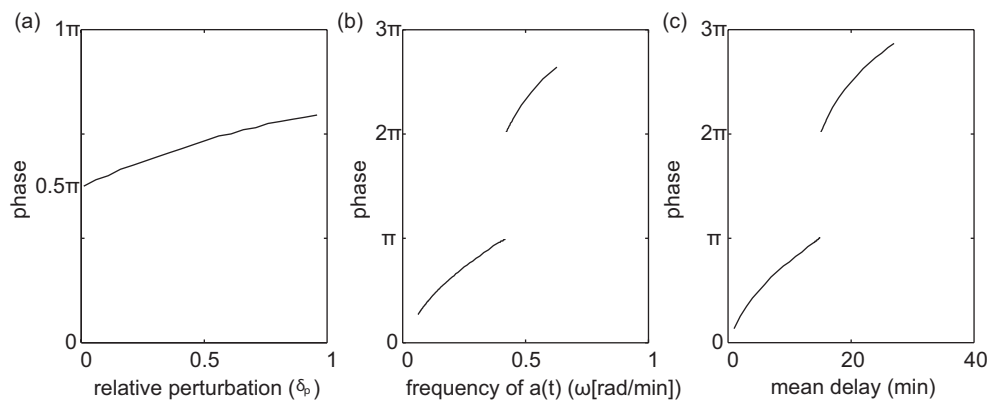 (a)
1π
phase
0.5π
0
0
0.5
1
relative perturbation (δₚ)
(b)
3π
2π
phase
π
0
0
0.5
1
frequency of a(t) (ω[rad/min])
(c)
3π
2π
phase
π
0
0
20
40
mean delay (min)